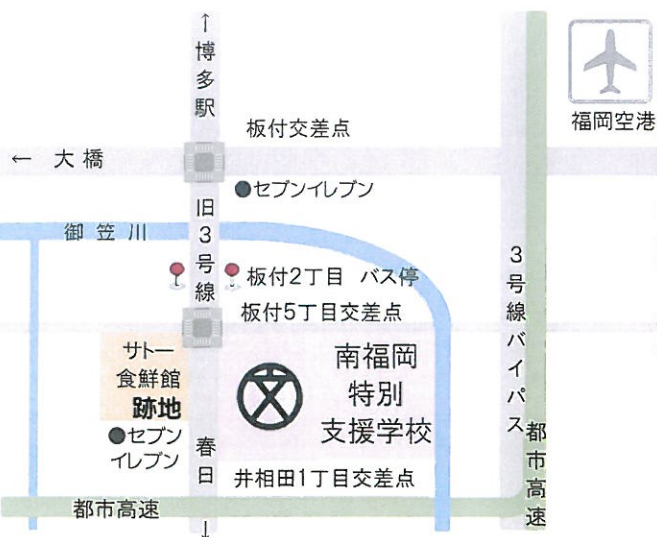 ↑
博多駅
板付交差点
福岡空港
← 大橋
●セブンイレブン
旧3号線
御笠川
板付2丁目 バス停
板付5丁目交差点
3号線バイパス
サトー
食鮮館
跡地
●セブン
イレブン
文
南福岡
特別
支援学校
春日
井相田1丁目交差点
都市高速
都市高速
↓